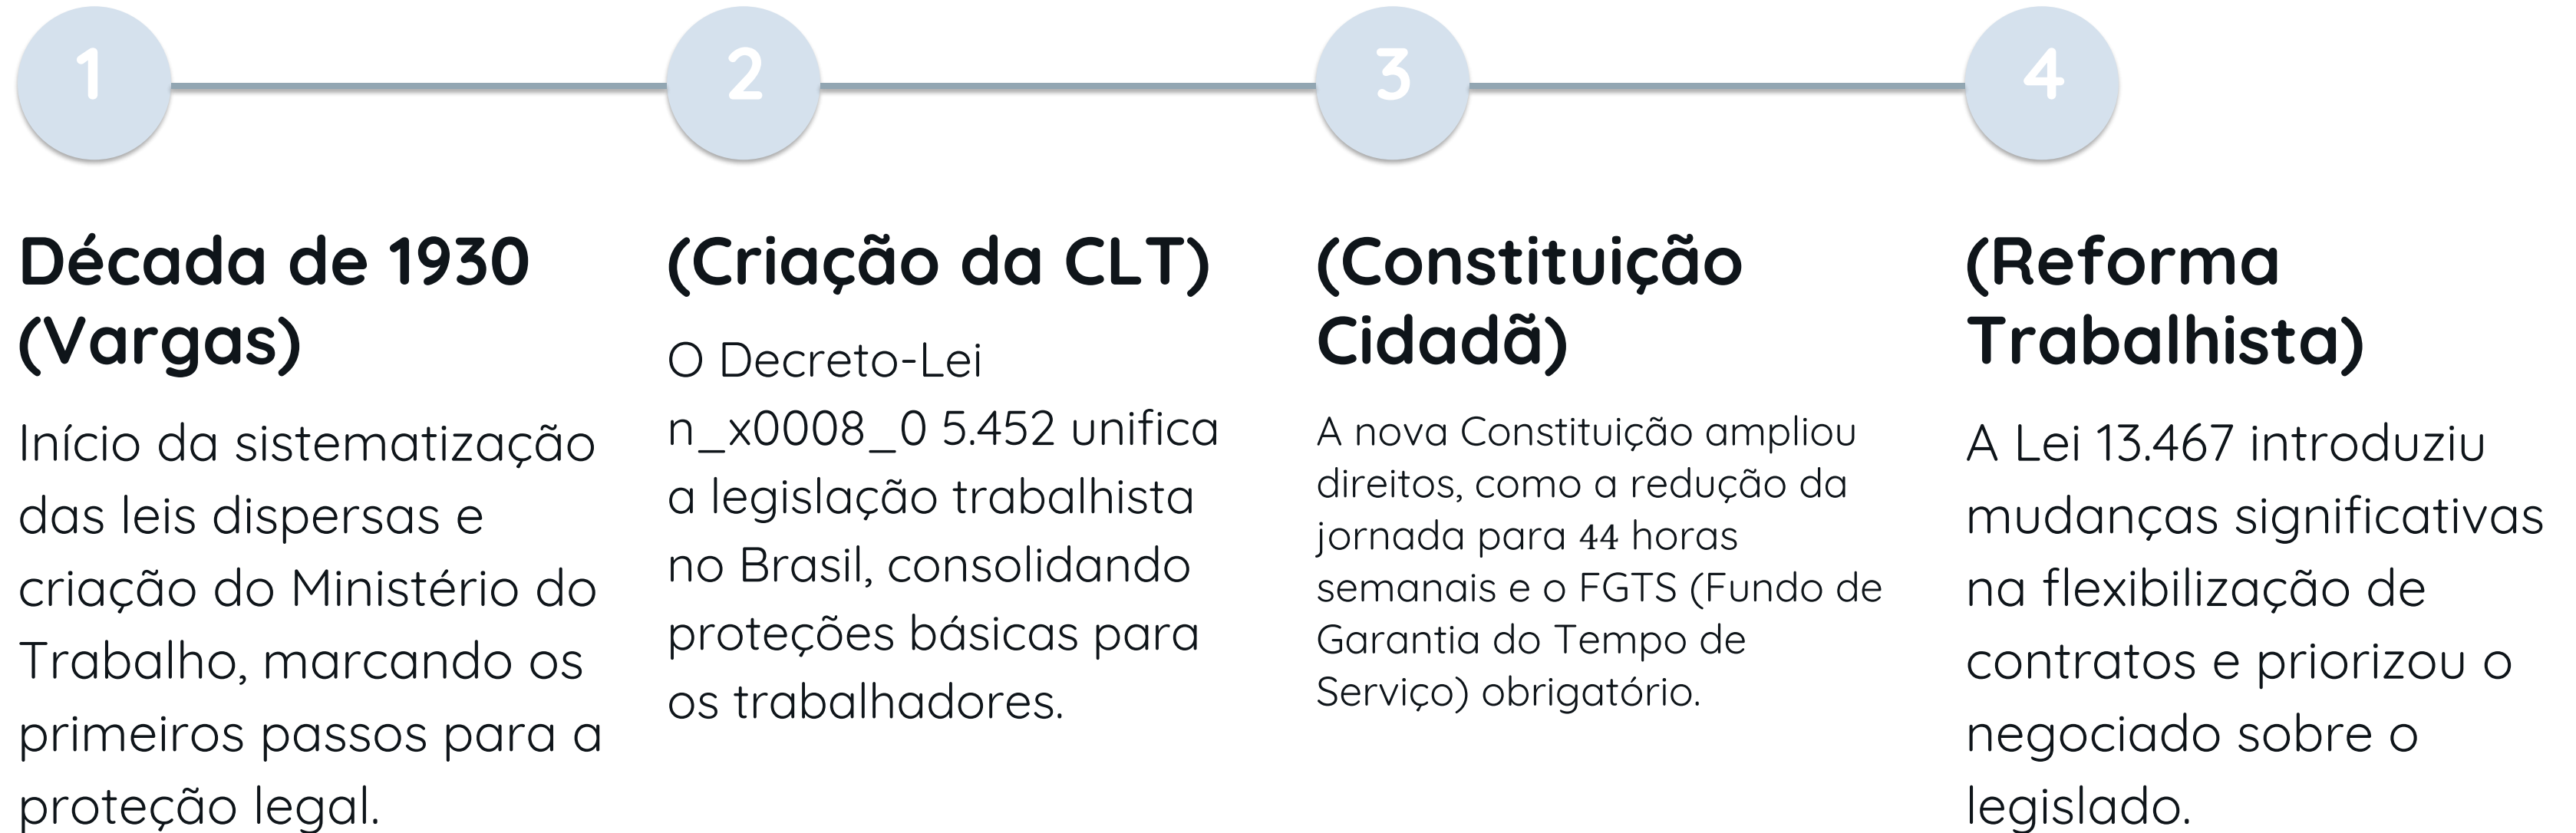 1
2
3
4
Década de 1930
(Vargas)
Início da sistematização
das leis dispersas e
criação do Ministério do
Trabalho, marcando os
primeiros passos para a
proteção legal.
(Criação da CLT)
O Decreto-Lei
n_x0008_0 5.452 unifica
a legislação trabalhista
no Brasil, consolidando
proteções básicas para
os trabalhadores.
(Constituição
Cidadã)
A nova Constituição ampliou
direitos, como a redução da
jornada para 44 horas
semanais e o FGTS (Fundo de
Garantia do Tempo de
Serviço) obrigatório.
(Reforma
Trabalhista)
A Lei 13.467 introduziu
mudanças significativas
na flexibilização de
contratos e priorizou o
negociado sobre o
legislado.